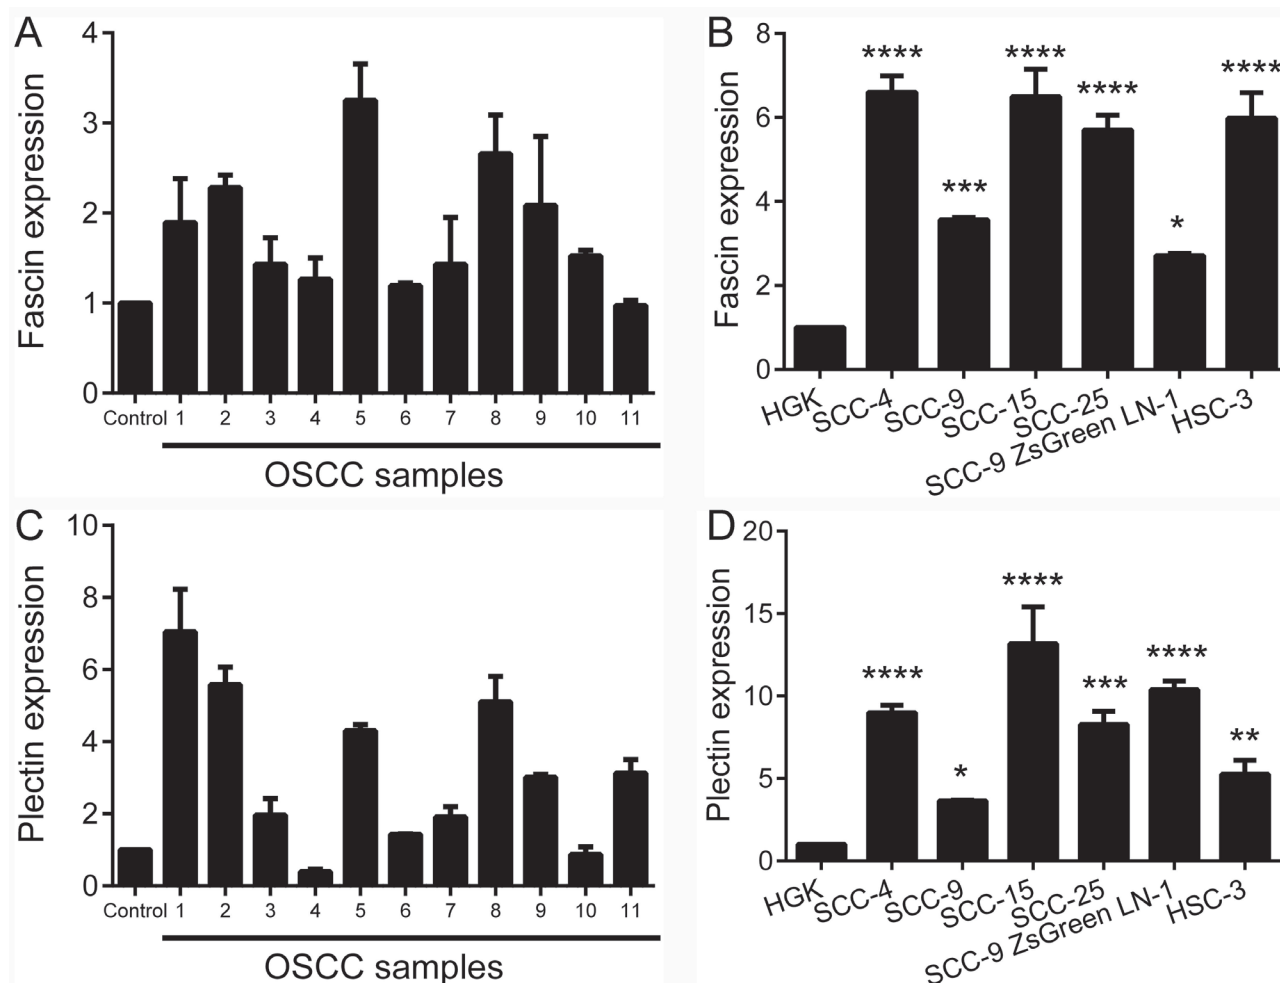 A
Fascin expression
4
3
2
1
0
Control 1 2 3 4 5 6 7 8 9 10 11
OSCC samples
B
Fascin expression
8
6
4
2
0
**** *** **** **** * ****
HGK SCC-4 SCC-9 SCC-15 SCC-25 SCC-9 ZsGreen LN-1 HSC-3
C
Plectin expression
10
8
6
4
2
0
Control 1 2 3 4 5 6 7 8 9 10 11
OSCC samples
D
Plectin expression
20
15
10
5
0
**** * **** *** **** **
HGK SCC-4 SCC-9 SCC-15 SCC-25 SCC-9 ZsGreen LN-1 HSC-3